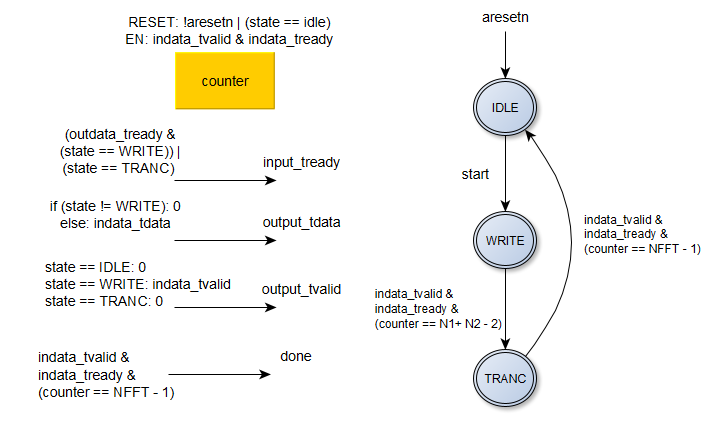 RESET: !aresetn | (state == idle)
EN: indata_tvalid & indata_tready
counter
(outdata_tready &
(state == WRITE)) |
(state == TRANC)
input_tready
if (state != WRITE): 0
else: indata_tdata
output_tdata
state == IDLE: 0
state == WRITE: indata_tvalid
state == TRANC: 0
output_tvalid
indata_tvalid &
indata_tready &
(counter == NFFT - 1)
done
aresetn
IDLE
start
WRITE
indata_tvalid &
indata_tready &
(counter == NFFT - 1)
indata_tvalid &
indata_tready &
(counter == N1+ N2 - 2)
TRANC